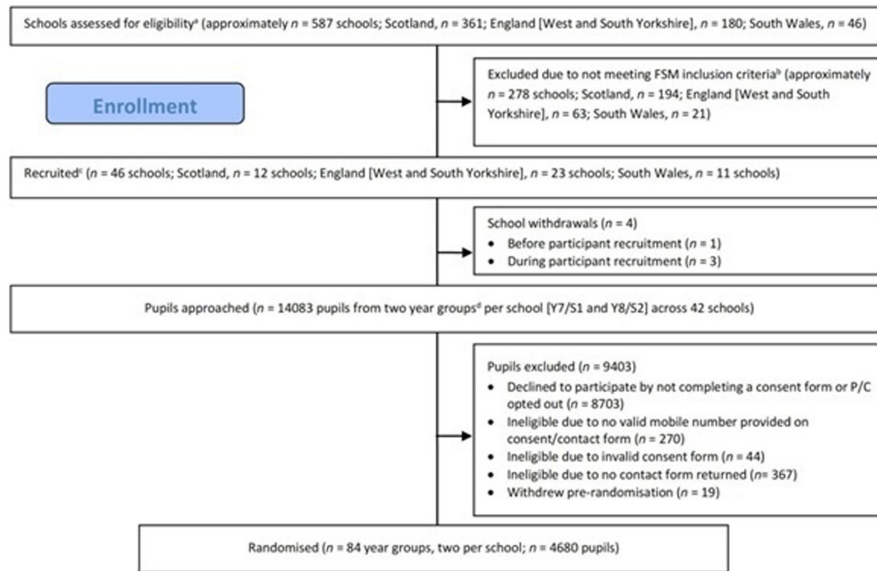 Schools assessed for eligibilityᵃ (approximately n = 587 schools; Scotland, n = 361; England [West and South Yorkshire], n = 180; South Wales, n = 46)
Excluded due to not meeting FSM inclusion criteriaᵇ (approximately
n = 278 schools; Scotland, n = 194; England [West and South
Yorkshire], n = 63; South Wales, n = 21)
Enrollment
Recruitedᶜ (n = 46 schools; Scotland, n = 12 schools; England [West and South Yorkshire], n = 23 schools; South Wales, n = 11 schools)
School withdrawals (n = 4)
• Before participant recruitment (n = 1)
• During participant recruitment (n = 3)
Pupils approached (n = 14083 pupils from two year groupsᵈ per school [Y7/S1 and Y8/S2] across 42 schools)
Pupils excluded (n = 9403)
• Declined to participate by not completing a consent form or P/C
opted out (n = 8703)
• Ineligible due to no valid mobile number provided on
consent/contact form (n = 270)
• Ineligible due to invalid consent form (n = 44)
• Ineligible due to no contact form returned (n= 367)
• Withdrew pre-randomisation (n = 19)
Randomised (n = 84 year groups, two per school; n = 4680 pupils)